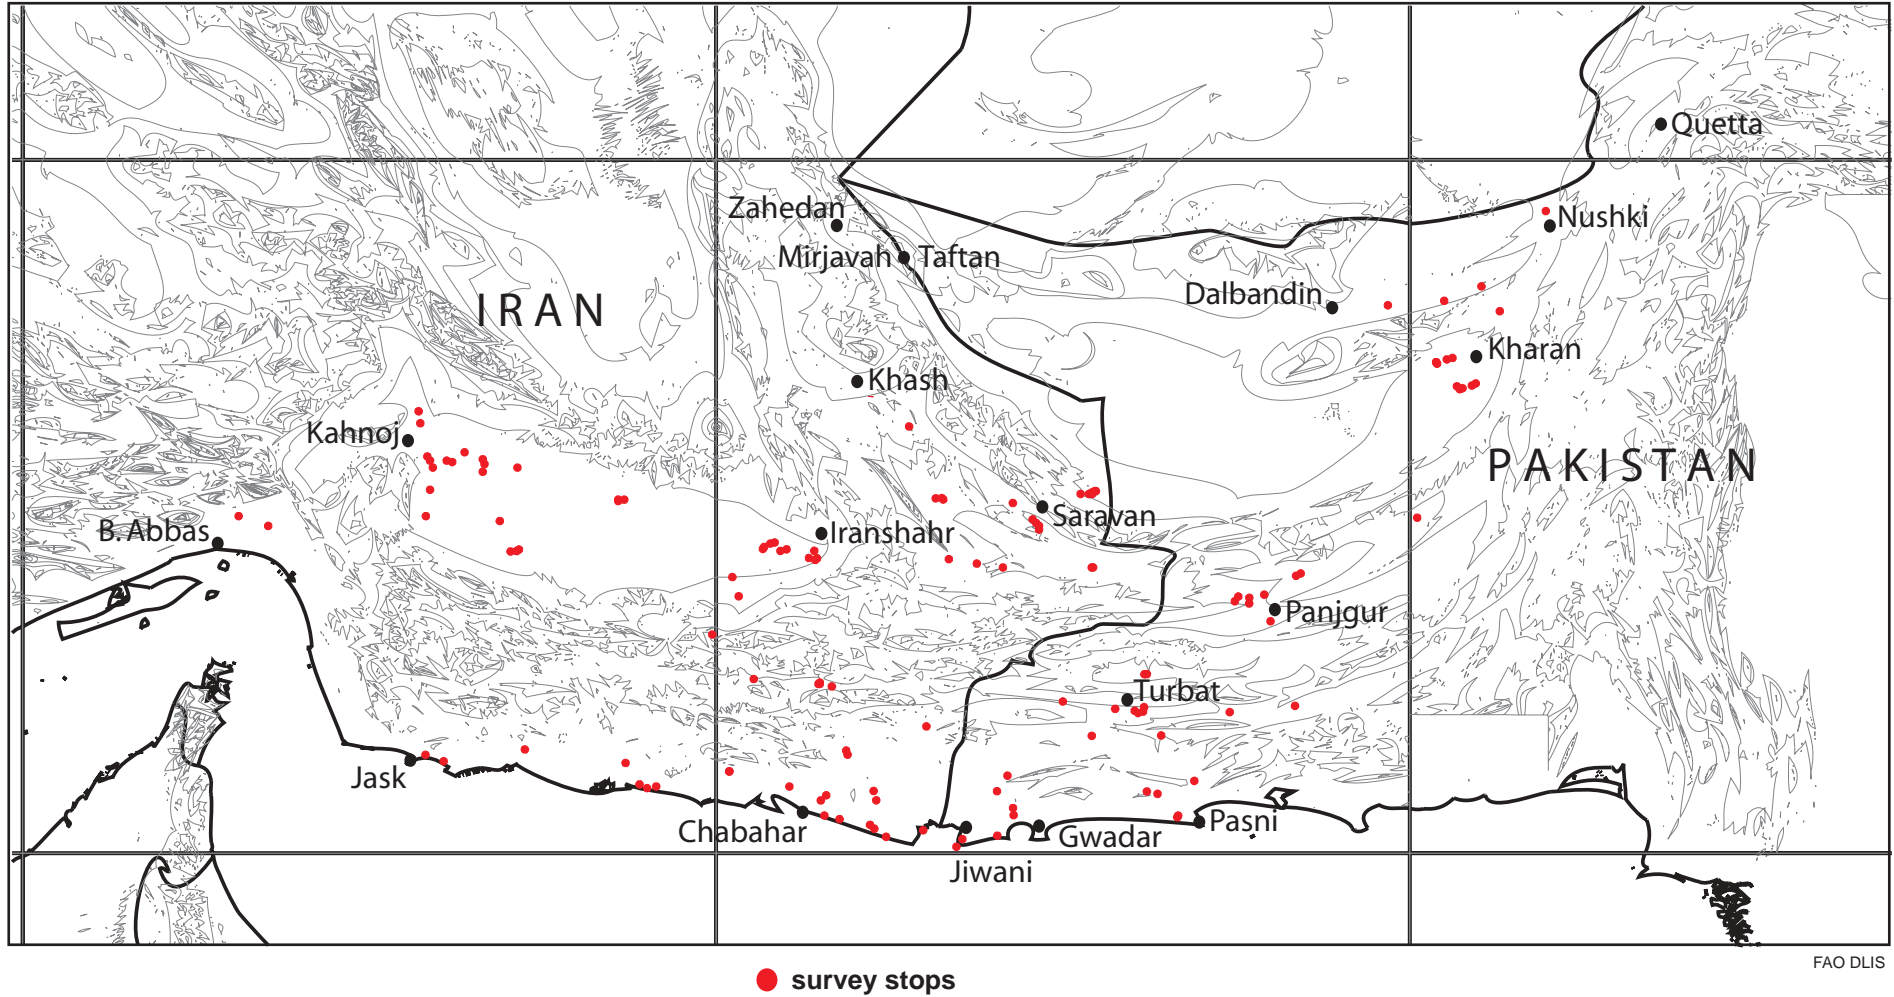 Quetta
Zahedan
Nushki
Mirjavah
Taftan
Dalbandin
IRAN
Kharan
Khash
Kahnoj
PAKISTAN
Saravan
B. Abbas
Iranshahr
Panjgur
Turbat
Jask
Chabahar
Gwadar
Pasni
Jiwani
FAO DLIS
survey stops